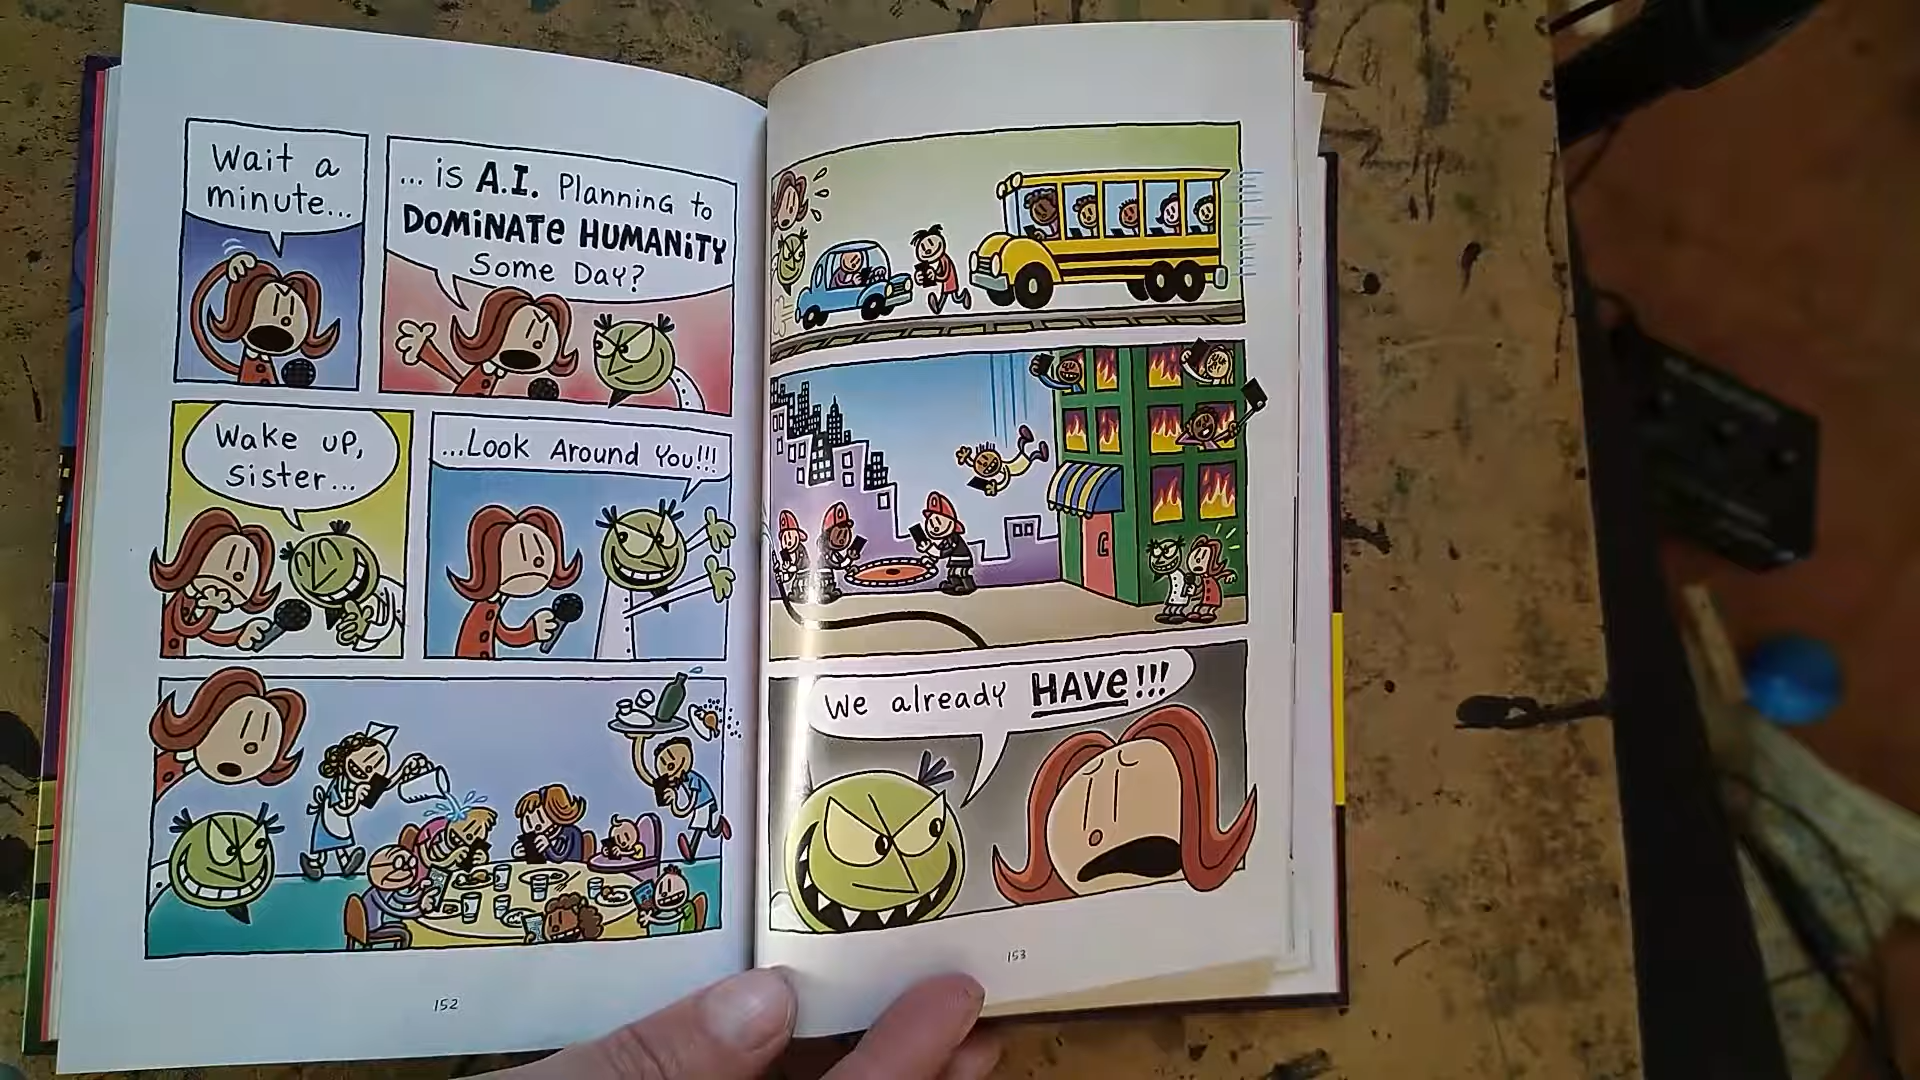 Wait a
minute...
... is A.I. Planning to
DOMINATE HUMANITY
Some Day?
Wake up,
sister...
...Look Around You!!!
152
We already HAVE!!!
153